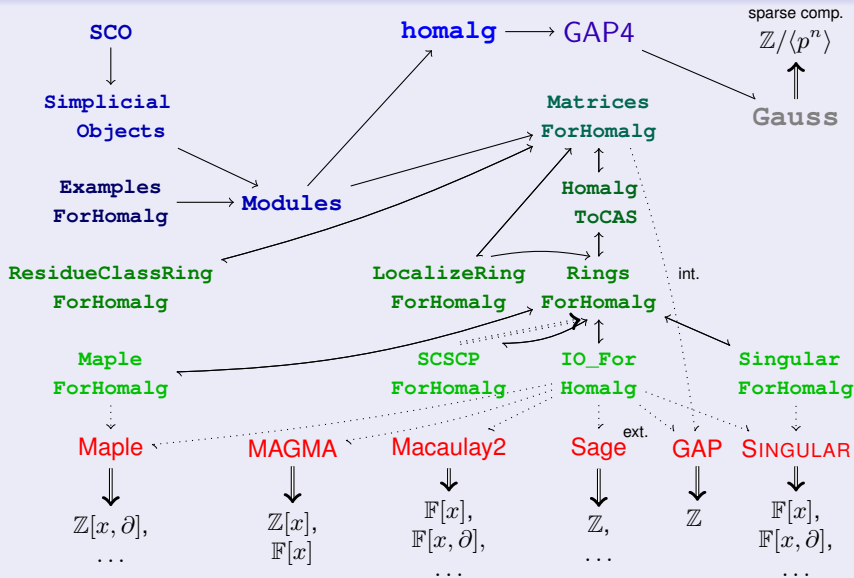 sparse comp.
SCO
homalg
GAP4
ℤ/⟨pⁿ⟩
Simplicial
Objects
Matrices
ForHomalg
Gauss
Examples
ForHomalg
Modules
Homalg
ToCAS
ResidueClassRing
ForHomalg
LocalizeRing
ForHomalg
Rings
ForHomalg
int.
Maple
ForHomalg
SCSCP
ForHomalg
IO_For
Homalg
Singular
ForHomalg
ext.
Maple
MAGMA
Macaulay2
Sage
GAP
SINGULAR
ℤ[x, ∂],
...
ℤ[x],
𝔽[x]
𝔽[x],
𝔽[x, ∂],
...
ℤ,
...
ℤ
𝔽[x],
𝔽[x, ∂],
...